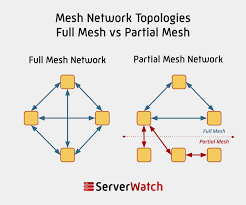 Mesh Network Topologies
Full Mesh vs Partial Mesh
Full Mesh Network
Partial Mesh Network
Full Mesh
Partial Mesh
ServerWatch